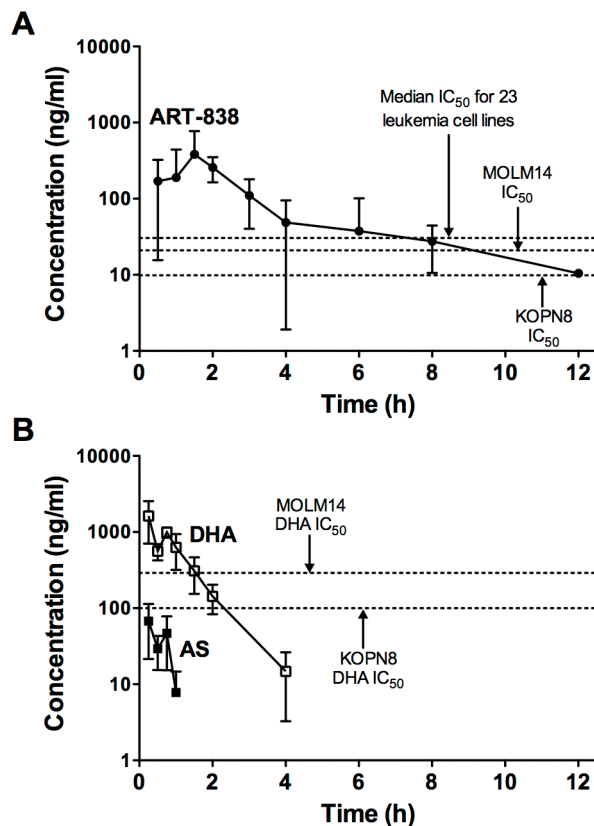 A
Concentration (ng/ml)
10000
1000
100
10
1
ART-838
Median IC50 for 23
leukemia cell lines
MOLM14
IC50
KOPN8
IC50
0 2 4 6 8 10 12
Time (h)
B
Concentration (ng/ml)
10000
1000
100
10
1
DHA
AS
MOLM14
DHA IC50
KOPN8
DHA IC50
0 2 4 6 8 10 12
Time (h)